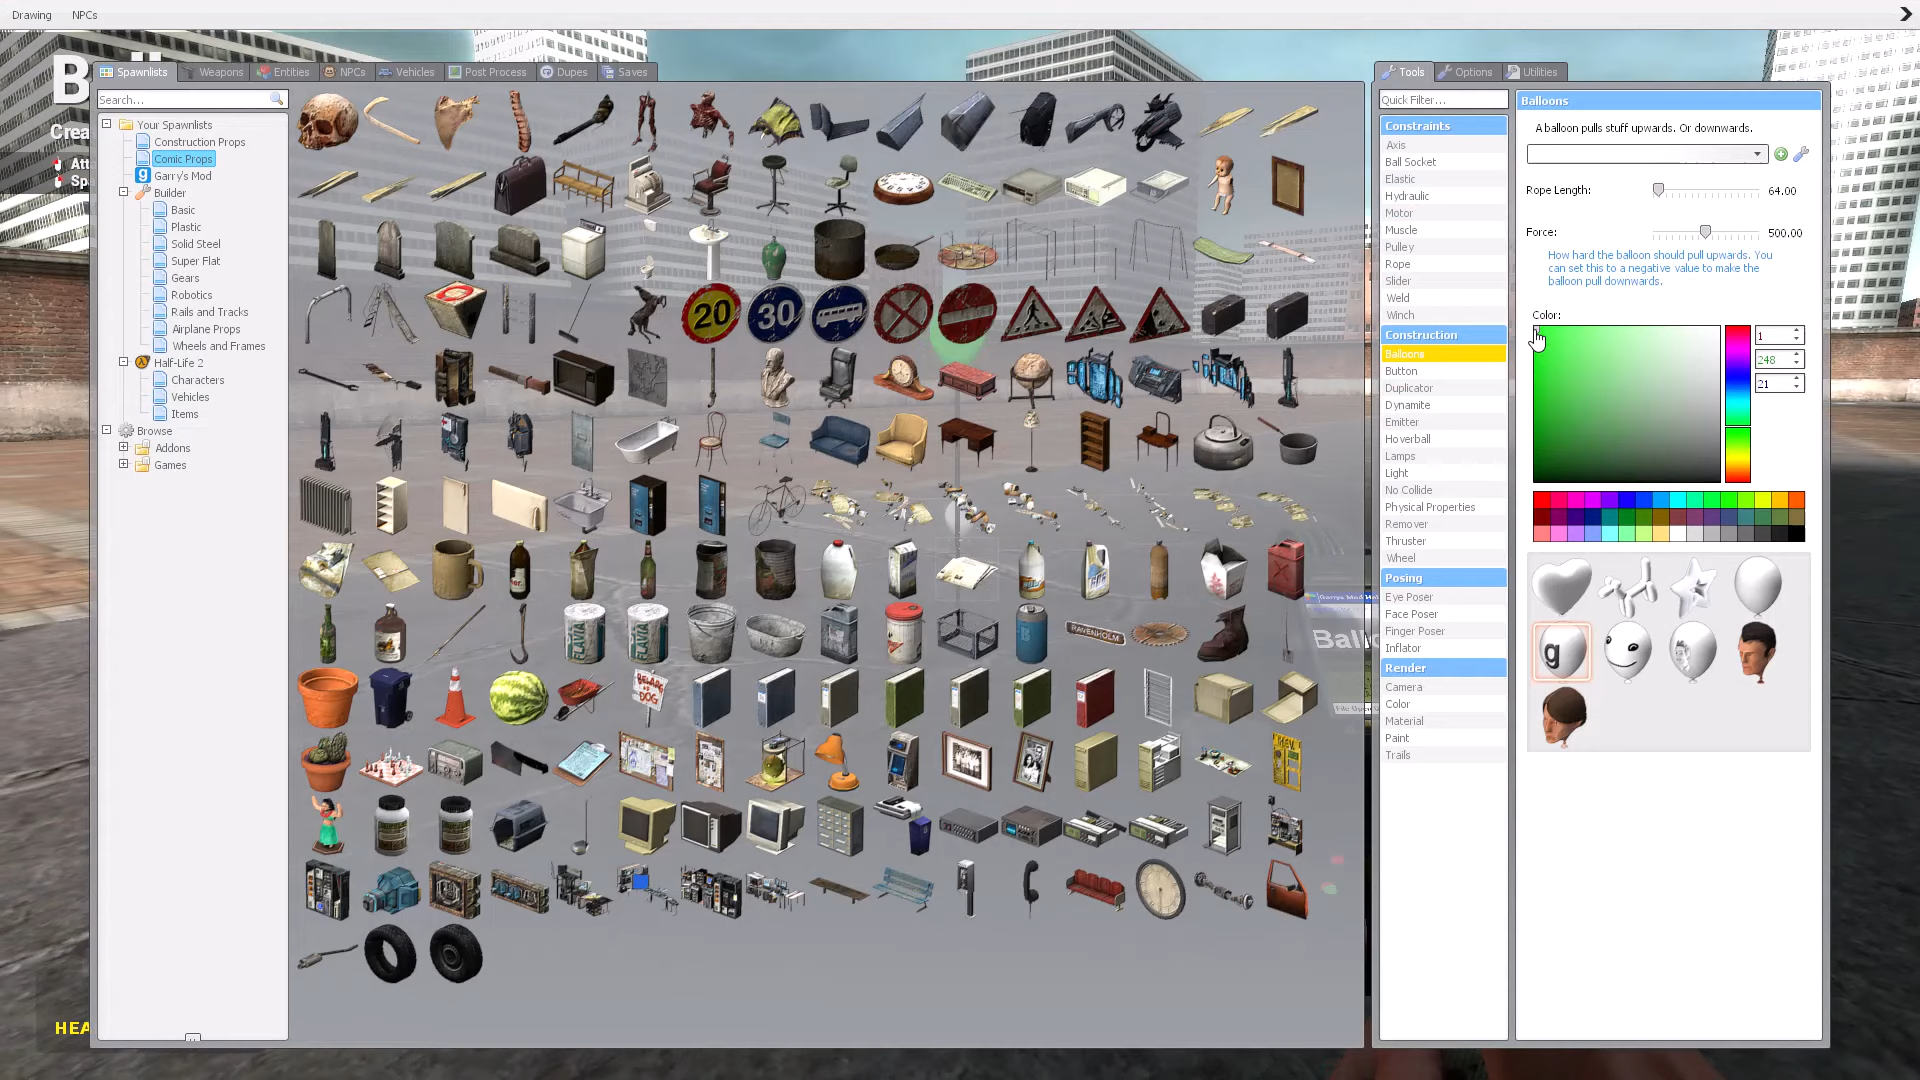 Drawing NPCs
Spawnlists Weapons Entities NPCs Vehicles Post Process Dupes Saves
Tools Options Utilities
Search...
Your Spawnlists
Construction Props
Comic Props
Garry's Mod
Builder
Basic
Plastic
Solid Steel
Super Flat
Gears
Robotics
Rails and Tracks
Airplane Props
Wheels and Frames
Half-Life 2
Characters
Vehicles
Items
Browse
Addons
Games
20
30
BEWARE OF DOG
RAVENHOLM
HEA
Quick Filter...
Constraints
Axis
Ball Socket
Elastic
Hydraulic
Motor
Muscle
Pulley
Rope
Slider
Weld
Winch
Construction
Balloons
Button
Duplicator
Dynamite
Emitter
Hoverball
Lamps
Light
No Collide
Physical Properties
Remover
Thruster
Wheel
Posing
Eye Poser
Face Poser
Finger Poser
Inflator
Render
Camera
Color
Material
Paint
Trails
Balloons
A balloon pulls stuff upwards. Or downwards.
Rope Length: 64.00
Force: 500.00
How hard the balloon should pull upwards. You
can set this to a negative value to make the
balloon pull downwards.
Color:
1
248
21
g